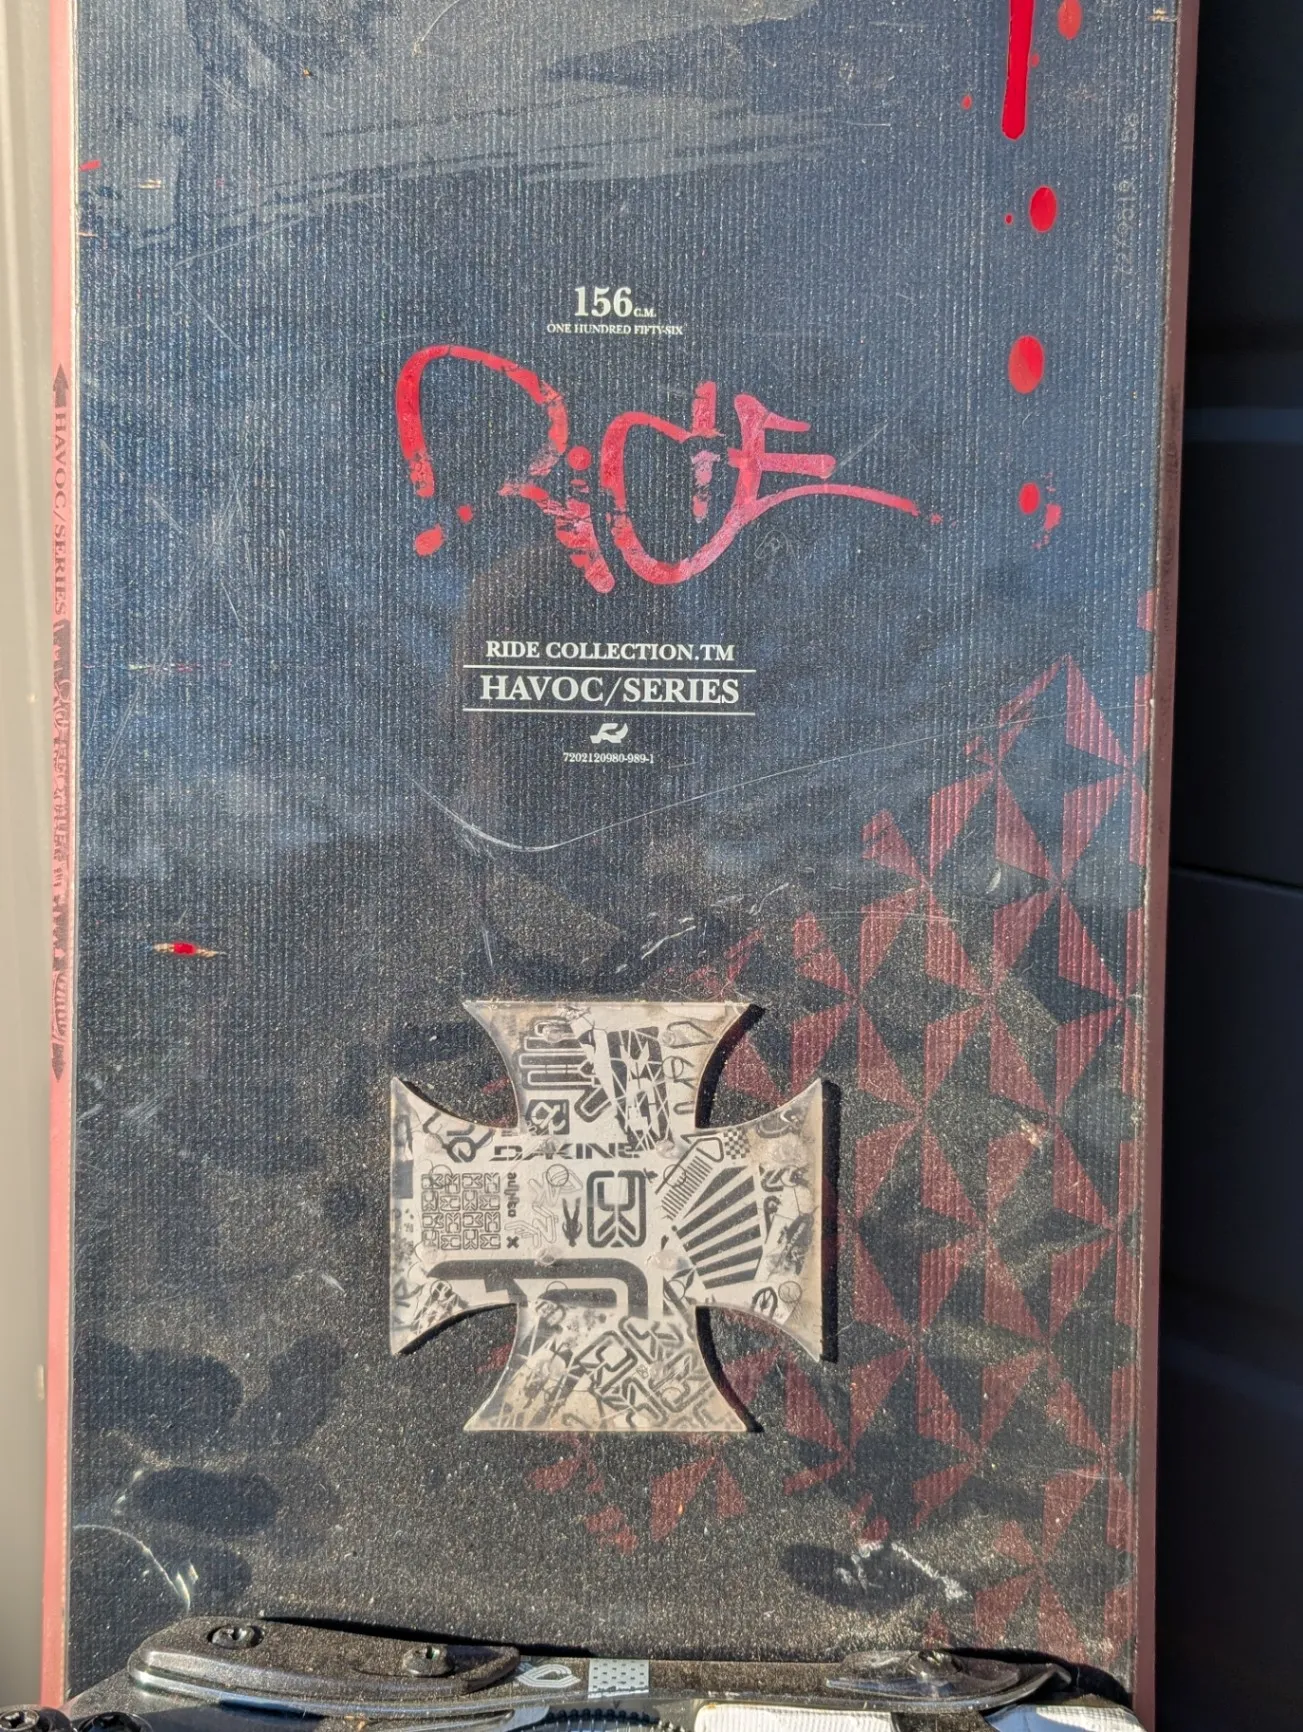 156C.M.
ONE HUNDRED FIFTY-SIX
RiDE
RIDE COLLECTION.TM
HAVOC/SERIES
7202120980-989-1
HAVOC/SERIES
DAKINE